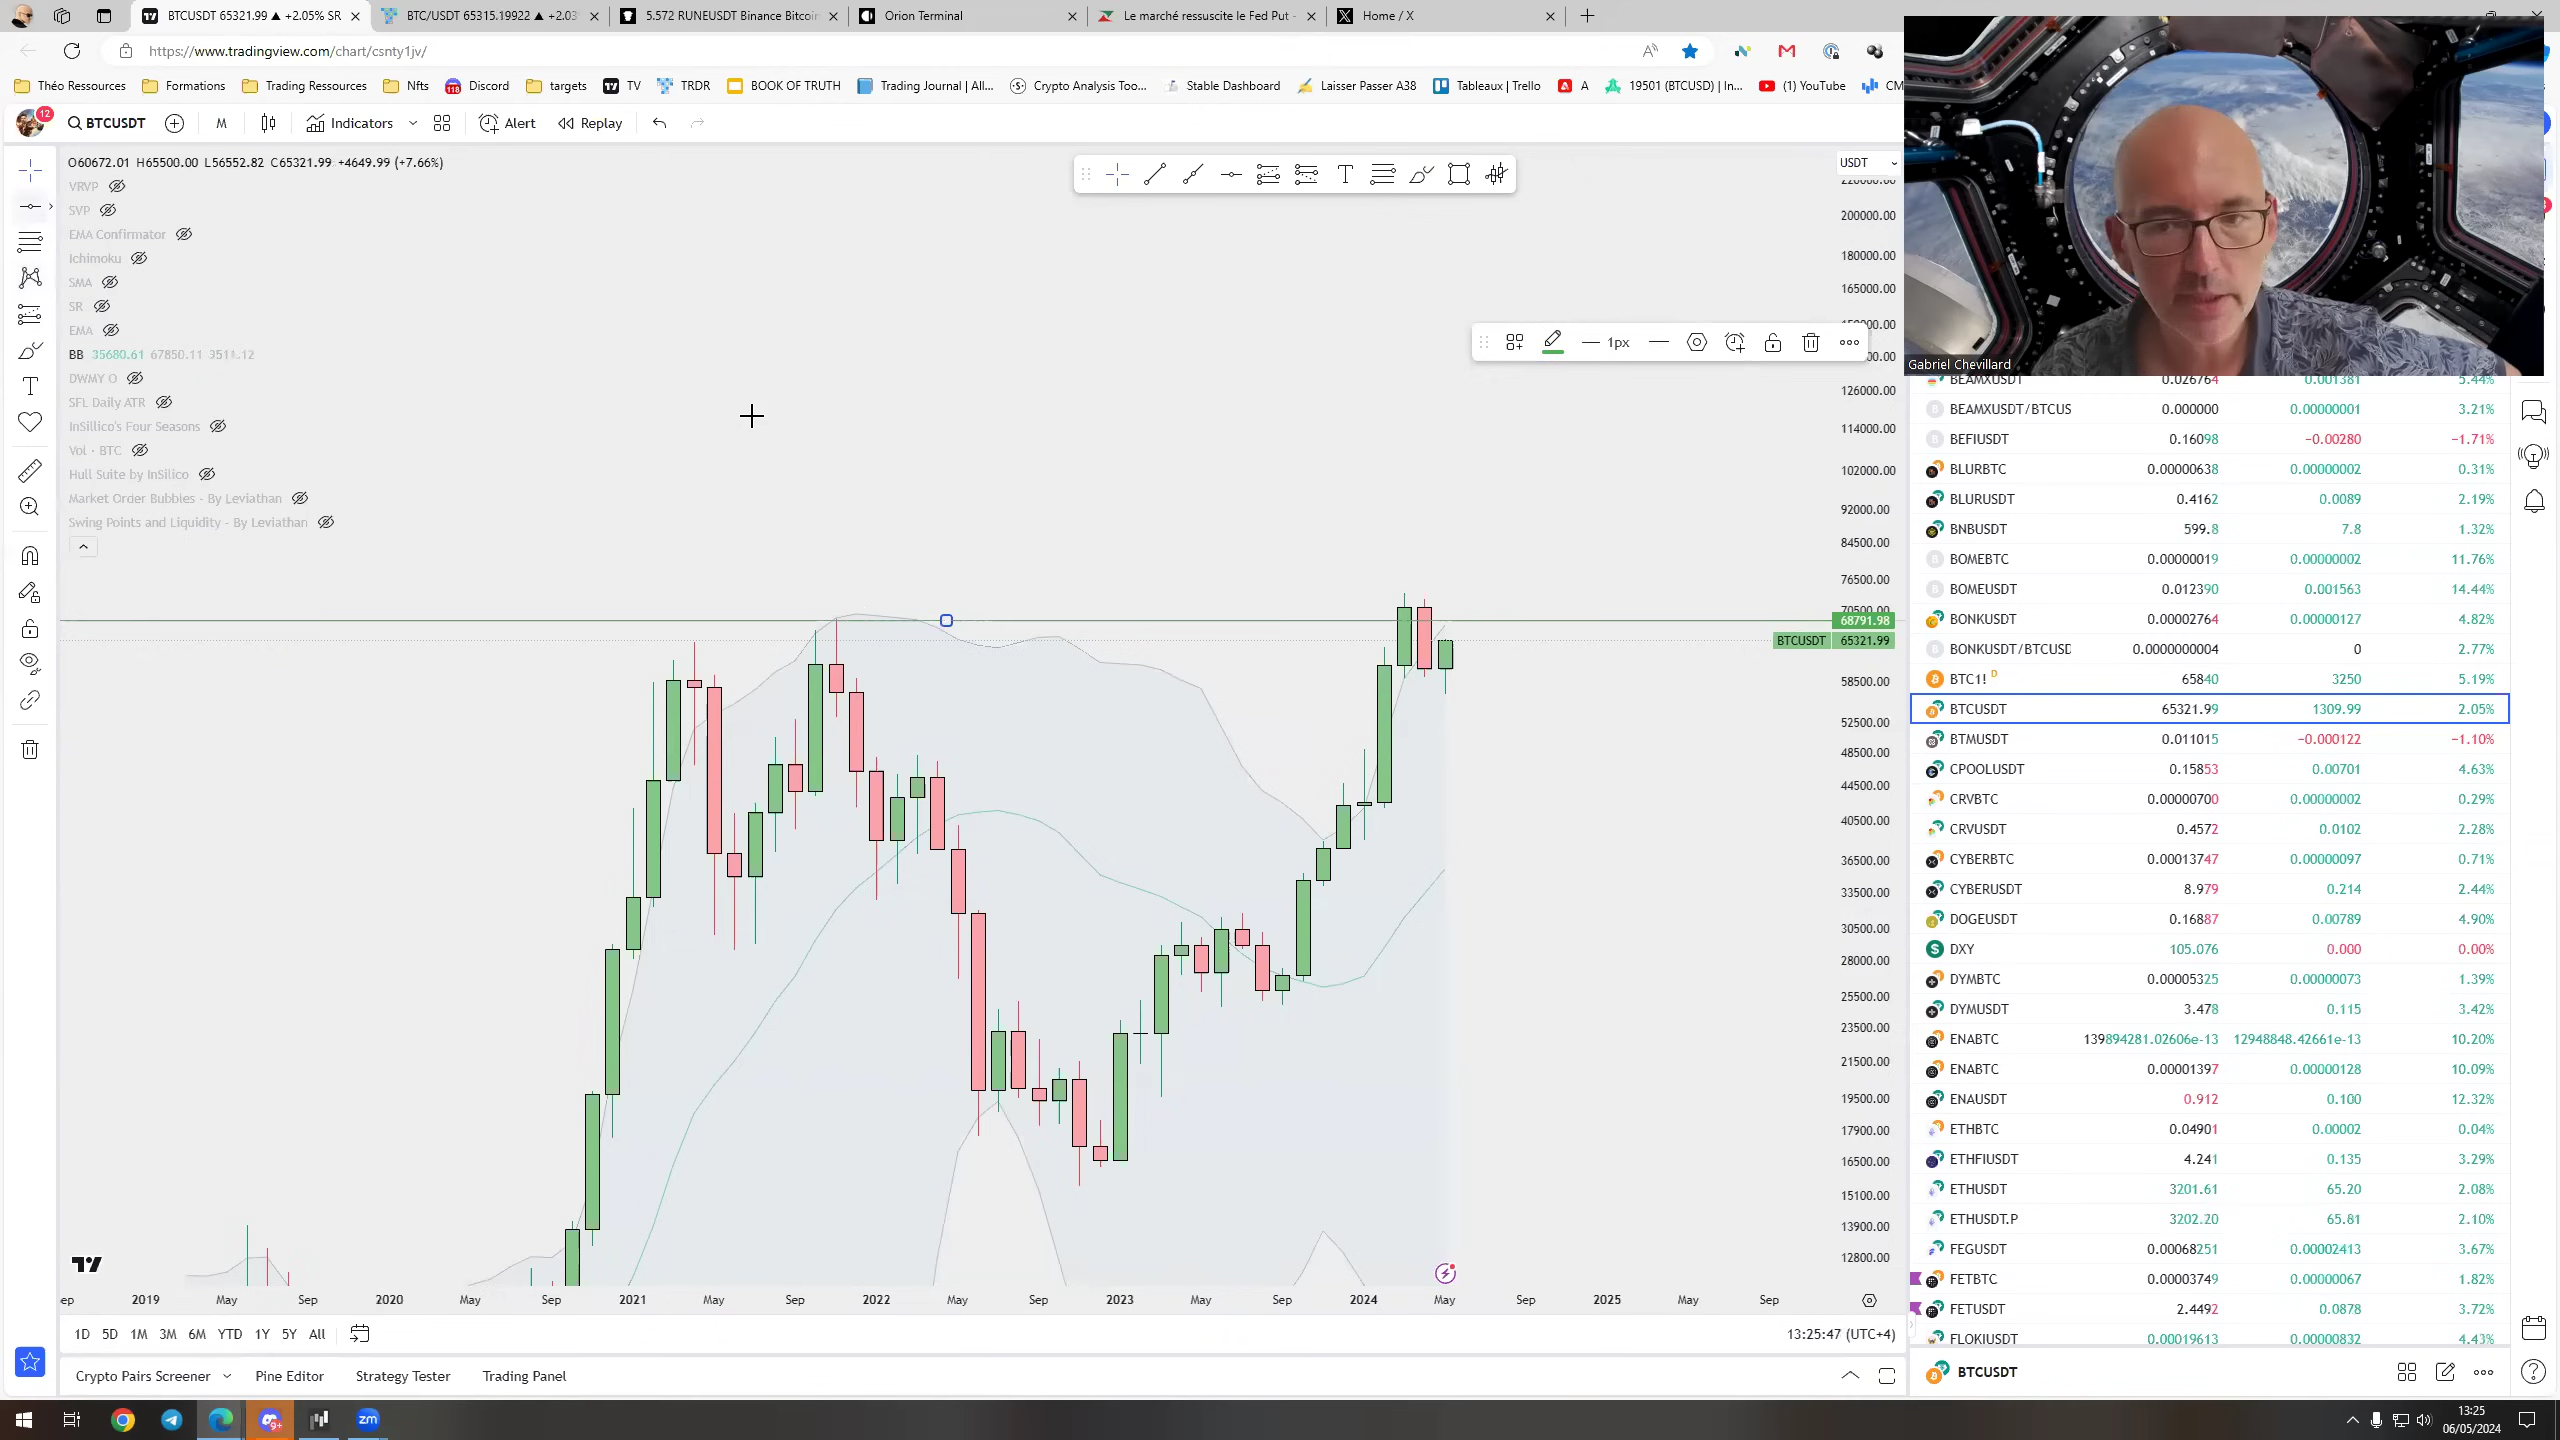 BTCUSDT 65321.99 ▲ +2.05% SR
BTC/USDT 65315.19922 ▲ +2.03
5.572 RUNEUSDT Binance Bitcoin
Orion Terminal
Le marché ressuscite le Fed Put -
Home / X
https://www.tradingview.com/chart/csnty1jv/
Théo Ressources
Formations
Trading Ressources
Nfts
118 Discord
targets
TV
TRDR
BOOK OF TRUTH
Trading Journal | All...
Crypto Analysis Too...
Stable Dashboard
Laisser Passer A38
Tableaux | Trello
A
19501 (BTCUSD) | In...
(1) YouTube
CM
12 BTCUSDT M Indicators Alert Replay
O60672.01 H65500.00 L56552.82 C65321.99 +4649.99 (+7.66%)
VRVP
SVP
EMA Confirmator
Ichimoku
SMA
SR
EMA
BB 35680.61 67850.11
DWMY O
SFL Daily ATR
InSillico's Four Seasons
Vol · BTC
Hull Suite by InSilico
Market Order Bubbles - By Leviathan
Swing Points and Liquidity - By Leviathan
1px
USDT
220000.00
200000.00
180000.00
165000.00
126000.00
114000.00
102000.00
92000.00
84500.00
76500.00
70500.00
68791.98
BTCUSDT 65321.99
58500.00
52500.00
48500.00
44500.00
40500.00
36500.00
33500.00
30500.00
28000.00
25500.00
23500.00
21500.00
19500.00
17900.00
16500.00
15100.00
13900.00
12800.00
ep 2019 May Sep 2020 May Sep 2021 May Sep 2022 May Sep 2023 May Sep 2024 May Sep 2025 May Sep
1D 5D 1M 3M 6M YTD 1Y 5Y All
13:25:47 (UTC+4)
Crypto Pairs Screener Pine Editor Strategy Tester Trading Panel
Gabriel Chevillard
BEAMXUSDT 0.026764 0.001381 5.44%
BEAMXUSDT/BTCUS 0.000000 0.00000001 3.21%
BEFIUSDT 0.16098 −0.00280 −1.71%
BLURBTC 0.00000638 0.00000002 0.31%
BLURUSDT 0.4162 0.0089 2.19%
BNBUSDT 599.8 7.8 1.32%
BOMEBTC 0.00000019 0.00000002 11.76%
BOMEUSDT 0.012390 0.001563 14.44%
BONKUSDT 0.00002764 0.00000127 4.82%
BONKUSDT/BTCUSD 0.0000000004 0 2.77%
BTC1! D 65840 3250 5.19%
BTCUSDT 65321.99 1309.99 2.05%
BTMUSDT 0.011015 −0.000122 −1.10%
CPOOLUSDT 0.15853 0.00701 4.63%
CRVBTC 0.00000700 0.00000002 0.29%
CRVUSDT 0.4572 0.0102 2.28%
CYBERBTC 0.00013747 0.00000097 0.71%
CYBERUSDT 8.979 0.214 2.44%
DOGEUSDT 0.16887 0.00789 4.90%
DXY 105.076 0.000 0.00%
DYMBTC 0.00005325 0.00000073 1.39%
DYMUSDT 3.478 0.115 3.42%
ENABTC 139894281.02606e-13 12948848.42661e-13 10.20%
ENABTC 0.00001397 0.00000128 10.09%
ENAUSDT 0.912 0.100 12.32%
ETHBTC 0.04901 0.00002 0.04%
ETHFIUSDT 4.241 0.135 3.29%
ETHUSDT 3201.61 65.20 2.08%
ETHUSDT.P 3202.20 65.81 2.10%
FEGUSDT 0.00068251 0.00002413 3.67%
FETBTC 0.00003749 0.00000067 1.82%
FETUSDT 2.4492 0.0878 3.72%
FLOKIUSDT 0.00019613 0.00000832 4.43%
BTCUSDT
9+
zm
13:25
06/05/2024